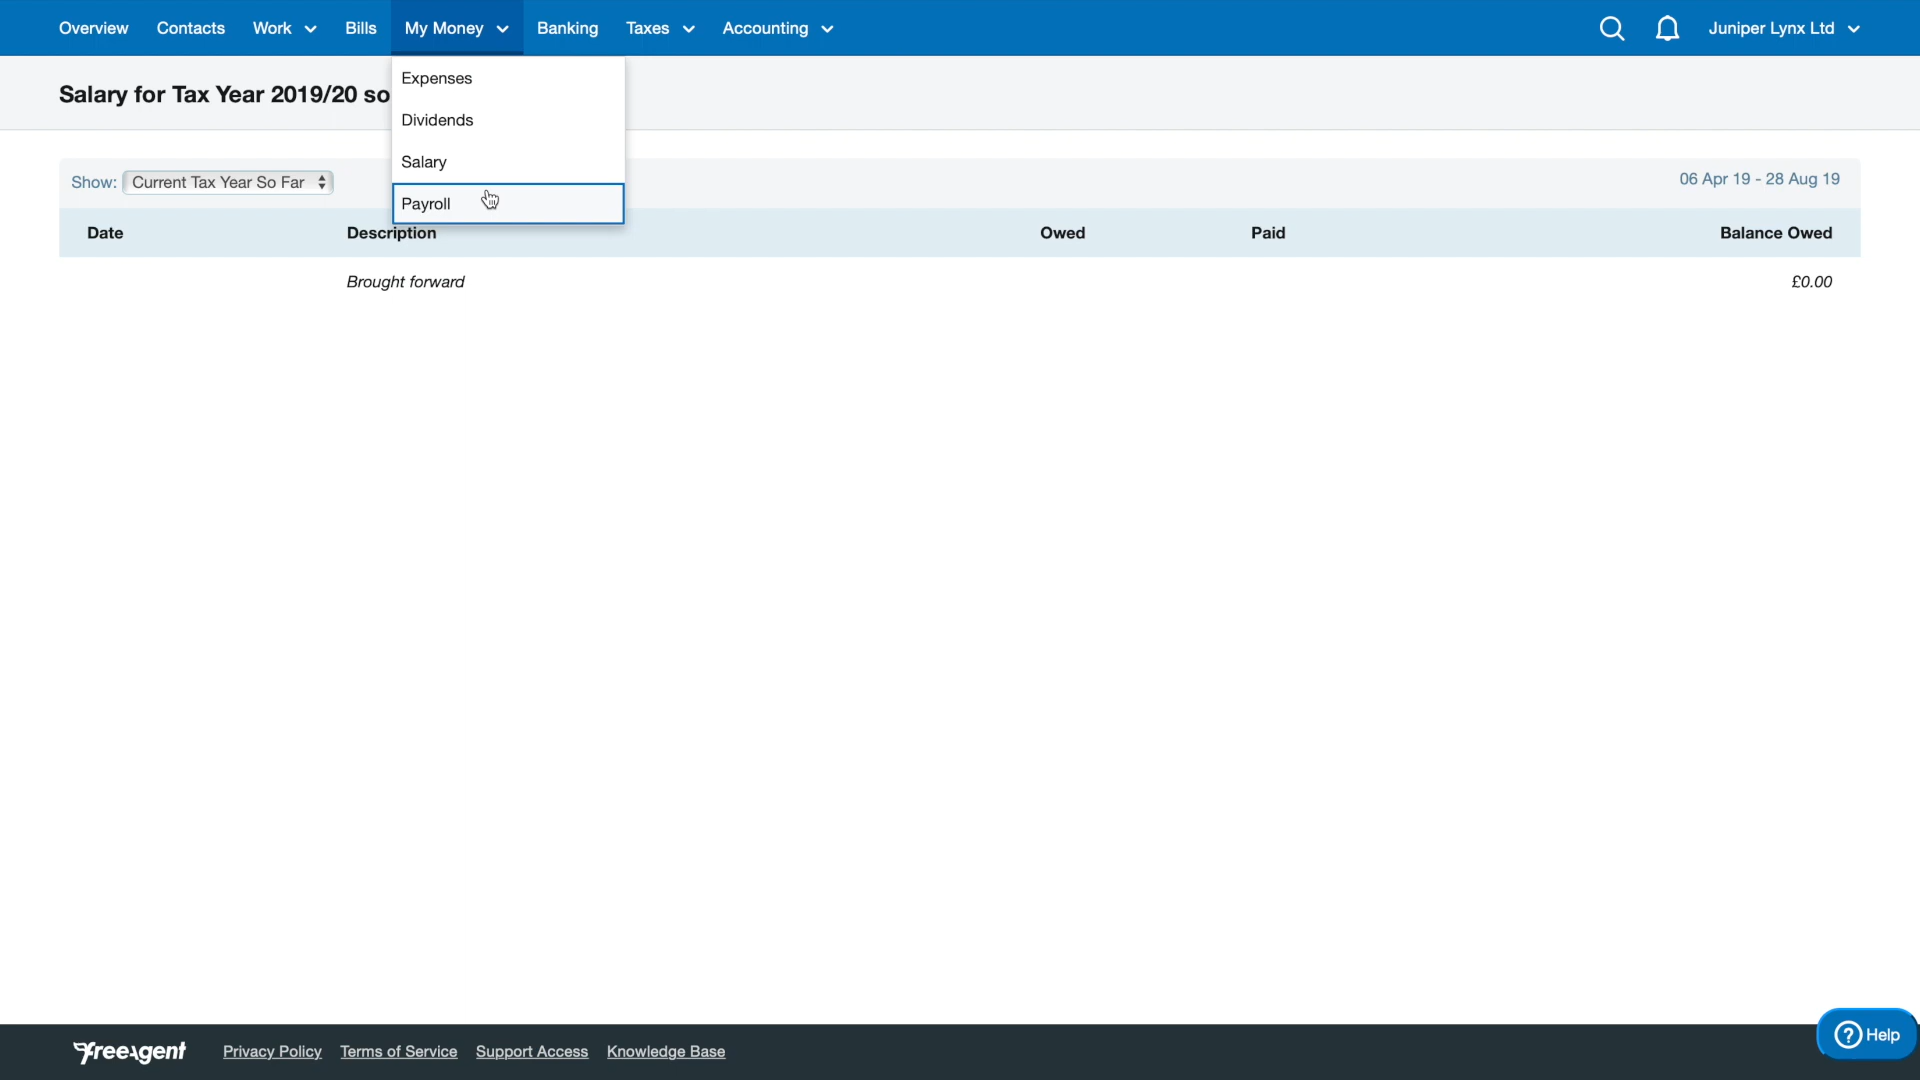 Overview Contacts Work Bills My Money Banking Taxes Accounting Juniper Lynx Ltd
Expenses
Dividends
Salary
Payroll
Salary for Tax Year 2019/20 so
Show: Current Tax Year So Far 06 Apr 19 - 28 Aug 19
Date Description Owed Paid Balance Owed
Brought forward £0.00
freeagent Privacy Policy Terms of Service Support Access Knowledge Base
? Help